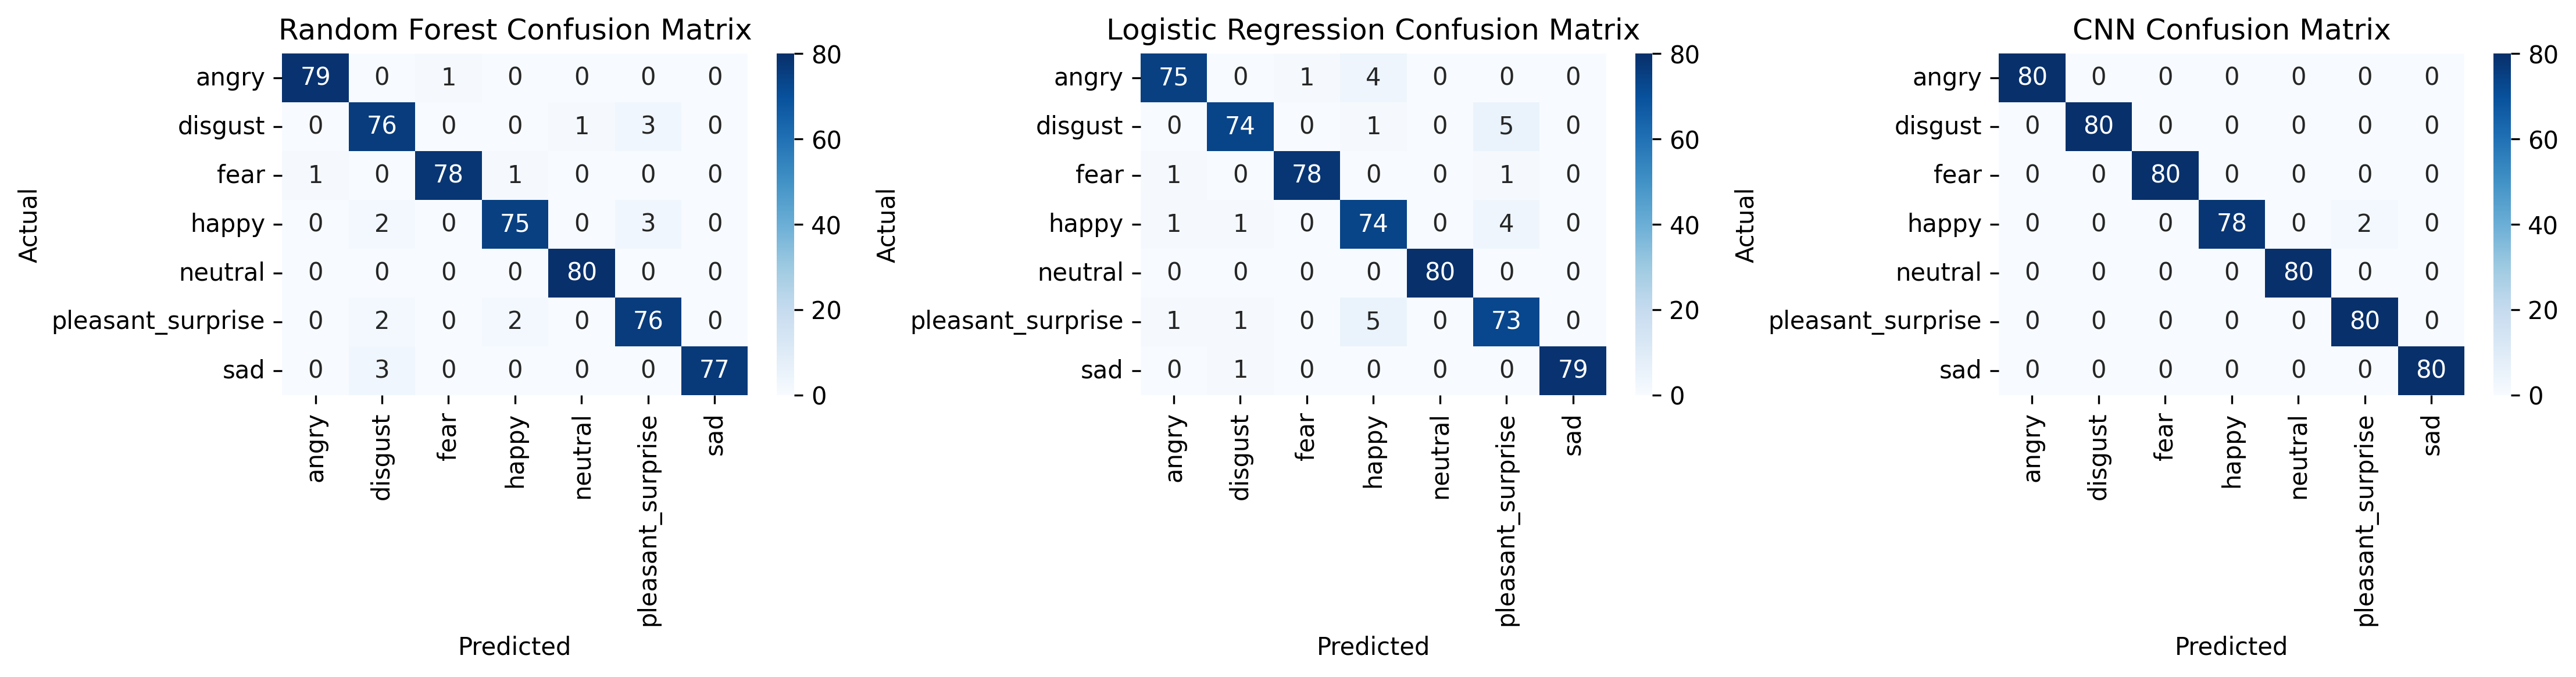 Random Forest Confusion Matrix
Actual
angry 79 0 1 0 0 0 0
disgust 0 76 0 0 1 3 0
fear 1 0 78 1 0 0 0
happy 0 2 0 75 0 3 0
neutral 0 0 0 0 80 0 0
pleasant_surprise 0 2 0 2 0 76 0
sad 0 3 0 0 0 0 77
angry disgust fear happy neutral pleasant_surprise sad
Predicted
80
60
40
20
0
Logistic Regression Confusion Matrix
Actual
angry 75 0 1 4 0 0 0
disgust 0 74 0 1 0 5 0
fear 1 0 78 0 0 1 0
happy 1 1 0 74 0 4 0
neutral 0 0 0 0 80 0 0
pleasant_surprise 1 1 0 5 0 73 0
sad 0 1 0 0 0 0 79
angry disgust fear happy neutral pleasant_surprise sad
Predicted
80
60
40
20
0
CNN Confusion Matrix
Actual
angry 80 0 0 0 0 0 0
disgust 0 80 0 0 0 0 0
fear 0 0 80 0 0 0 0
happy 0 0 0 78 0 2 0
neutral 0 0 0 0 80 0 0
pleasant_surprise 0 0 0 0 0 80 0
sad 0 0 0 0 0 0 80
angry disgust fear happy neutral pleasant_surprise sad
Predicted
80
60
40
20
0